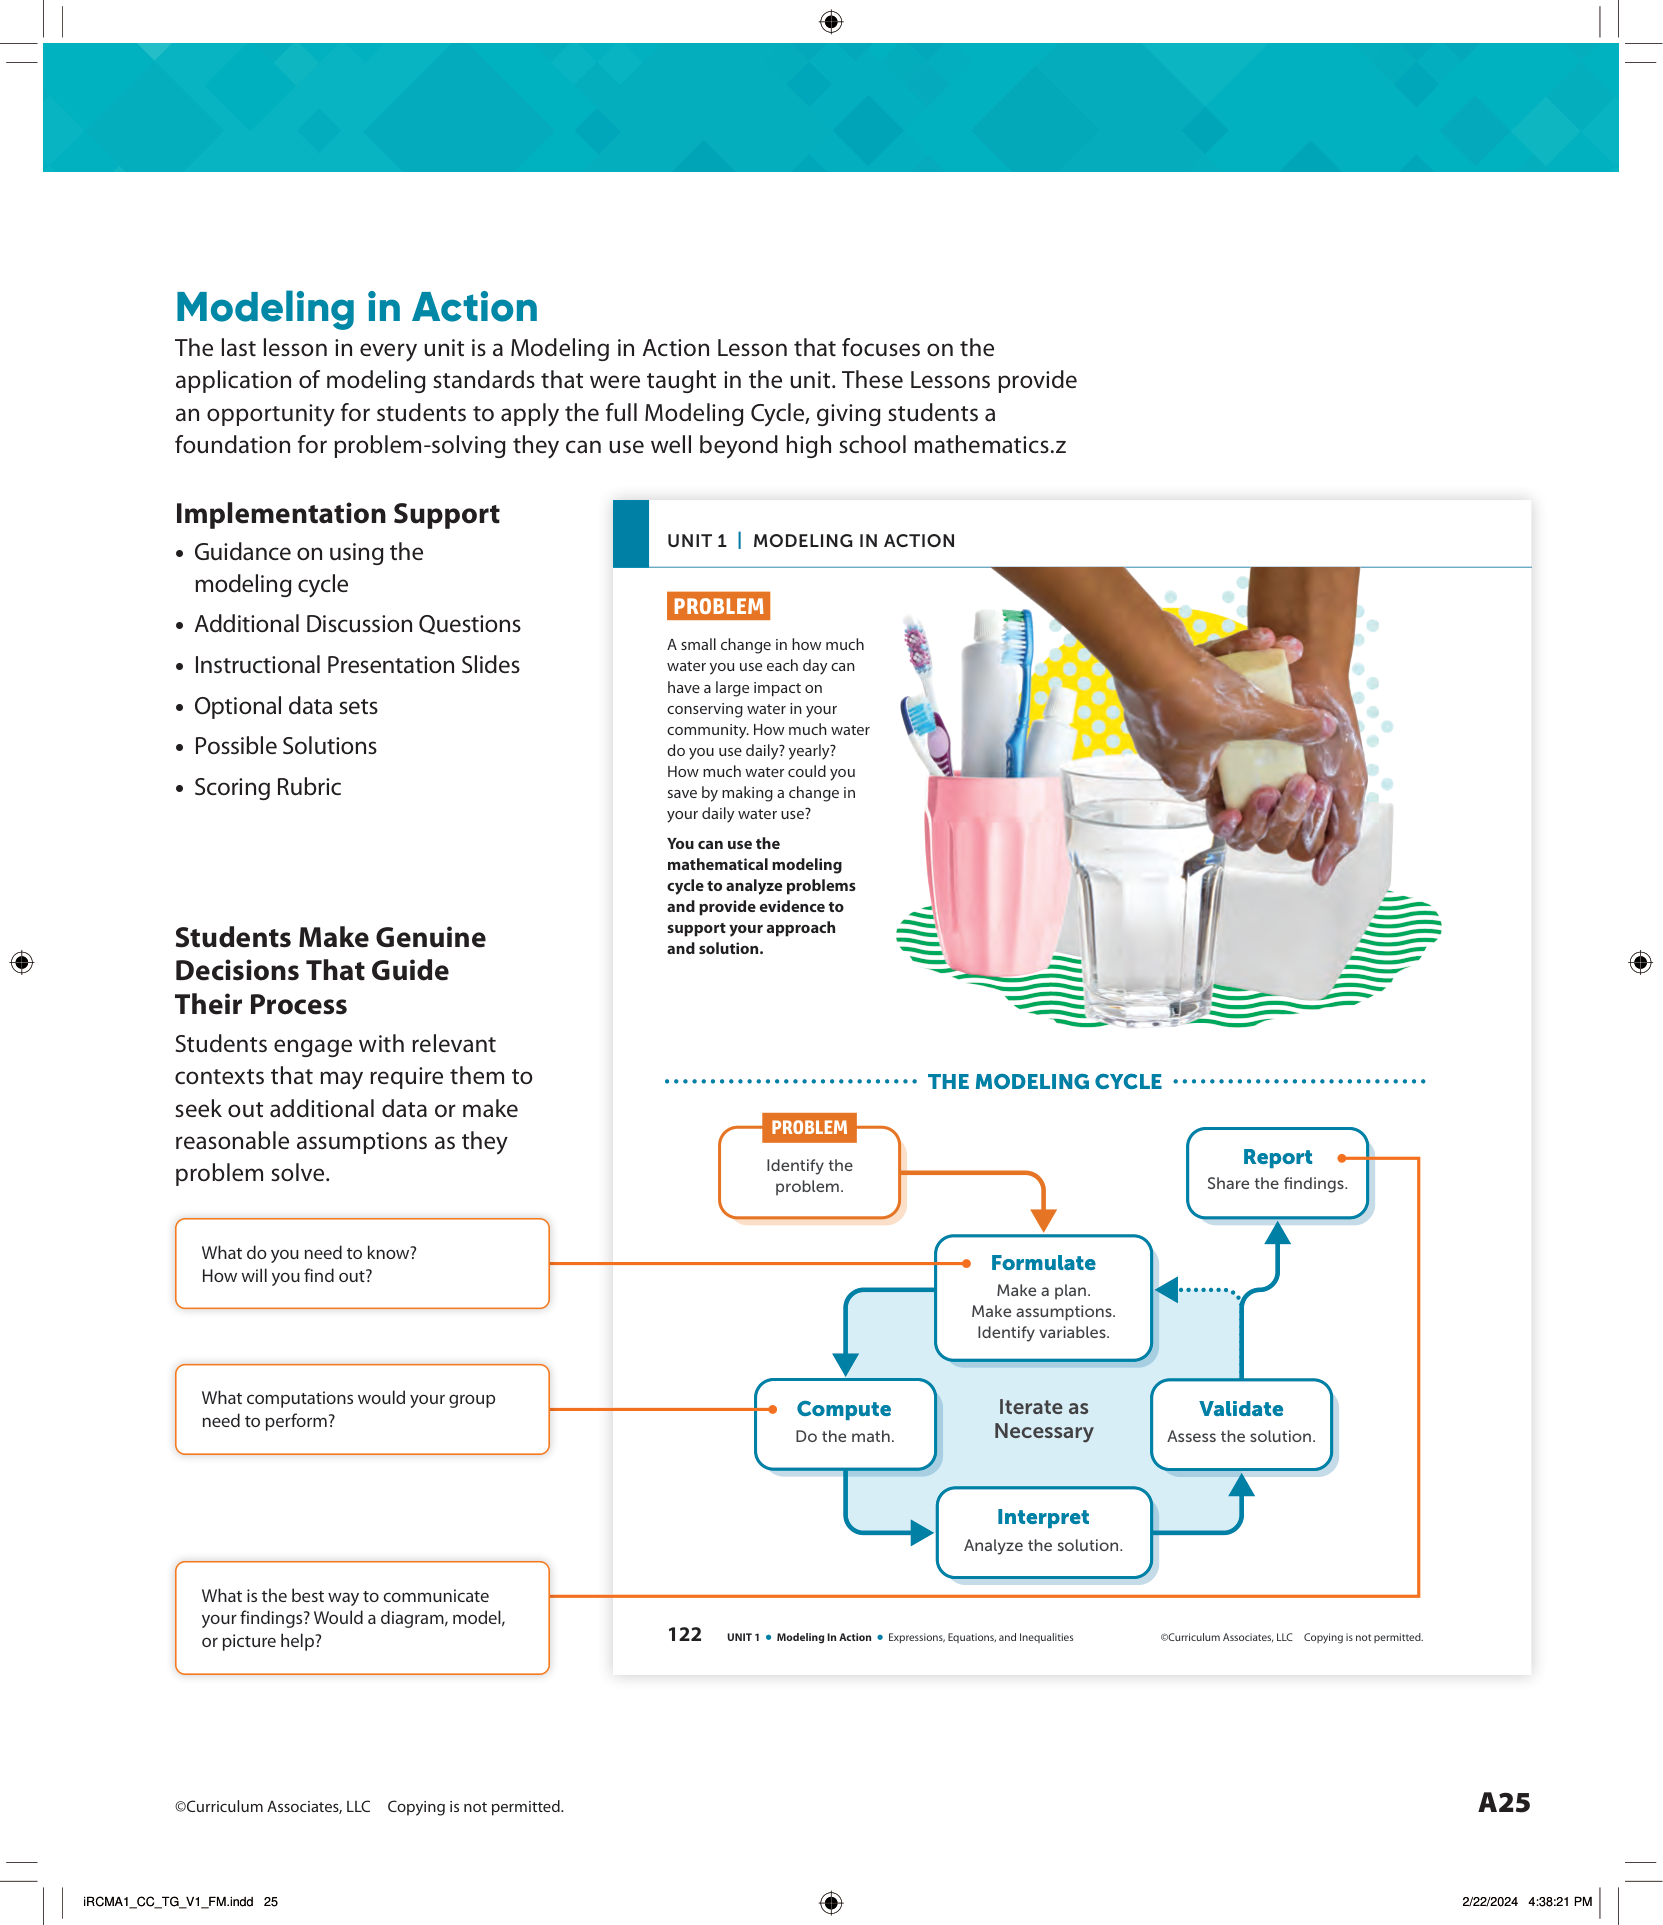 Modeling in Action
The last lesson in every unit is a Modeling in Action Lesson that focuses on the
application of modeling standards that were taught in the unit. These Lessons provide
an opportunity for students to apply the full Modeling Cycle, giving students a
foundation for problem-solving they can use well beyond high school mathematics.z
Implementation Support
• Guidance on using the
modeling cycle
• Additional Discussion Questions
• Instructional Presentation Slides
• Optional data sets
• Possible Solutions
• Scoring Rubric
Students Make Genuine
Decisions That Guide
Their Process
Students engage with relevant
contexts that may require them to
seek out additional data or make
reasonable assumptions as they
problem solve.
What do you need to know?
How will you find out?
What computations would your group
need to perform?
What is the best way to communicate
your findings? Would a diagram, model,
or picture help?
UNIT 1 | MODELING IN ACTION
PROBLEM
A small change in how much
water you use each day can
have a large impact on
conserving water in your
community. How much water
do you use daily? yearly?
How much water could you
save by making a change in
your daily water use?
You can use the
mathematical modeling
cycle to analyze problems
and provide evidence to
support your approach
and solution.
THE MODELING CYCLE
PROBLEM
Identify the
problem.
Report
Share the findings.
Formulate
Make a plan.
Make assumptions.
Identify variables.
Compute
Do the math.
Iterate as
Necessary
Validate
Assess the solution.
Interpret
Analyze the solution.
122 UNIT 1 • Modeling In Action • Expressions, Equations, and Inequalities ©Curriculum Associates, LLC Copying is not permitted.
©Curriculum Associates, LLC Copying is not permitted. A25
iRCMA1_CC_TG_V1_FM.indd 25 2/22/2024 4:38:21 PM